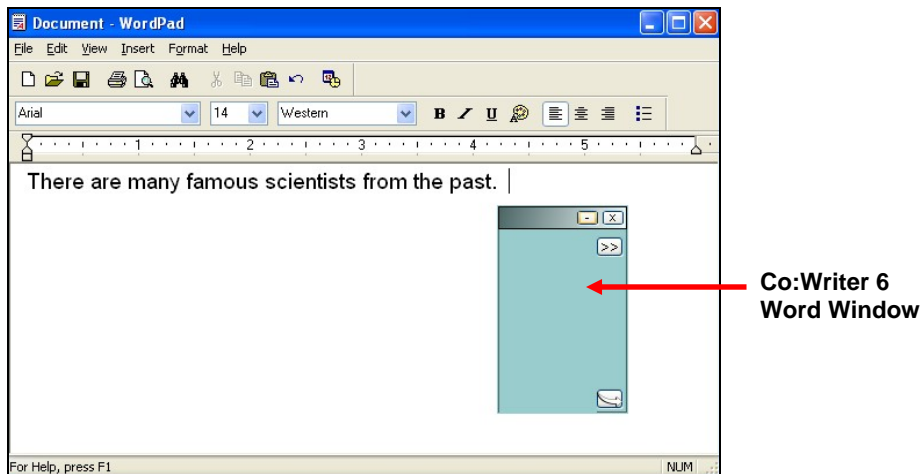 Document - WordPad
File Edit View Insert Format Help
Arial 14 Western B / U
1 2 3 4 5
There are many famous scientists from the past.
- x
>>
Co:Writer 6
Word Window
For Help, press F1 NUM